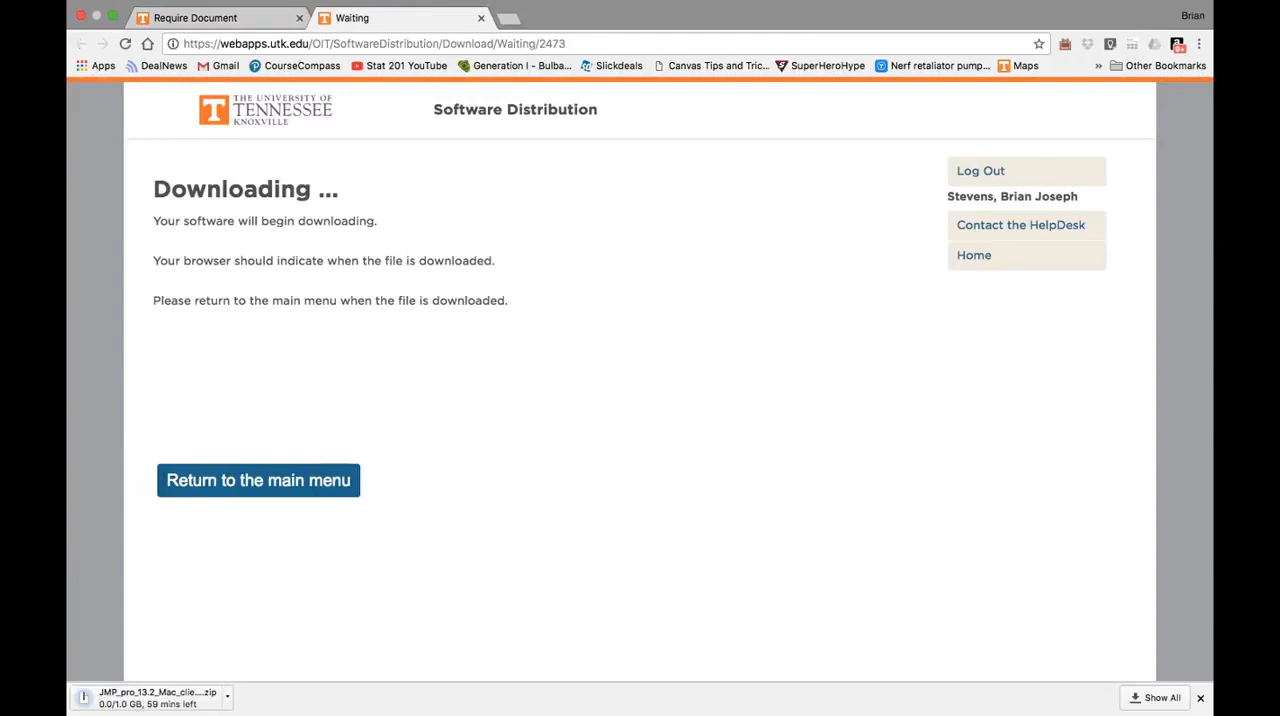 Require Document
Waiting
Brian
https://webapps.utk.edu/OIT/SoftwareDistribution/Download/Waiting/2473
Apps DealNews Gmail CourseCompass Stat 201 YouTube Generation I - Bulba... Slickdeals Canvas Tips and Tric... SuperHeroHype Nerf retaliator pump... Maps » Other Bookmarks
THE UNIVERSITY OF
TENNESSEE
KNOXVILLE
Software Distribution
Downloading ...
Your software will begin downloading.
Your browser should indicate when the file is downloaded.
Please return to the main menu when the file is downloaded.
Return to the main menu
Log Out
Stevens, Brian Joseph
Contact the HelpDesk
Home
JMP_pro_13.2_Mac_clie....zip
0.0/1.0 GB, 59 mins left
Show All